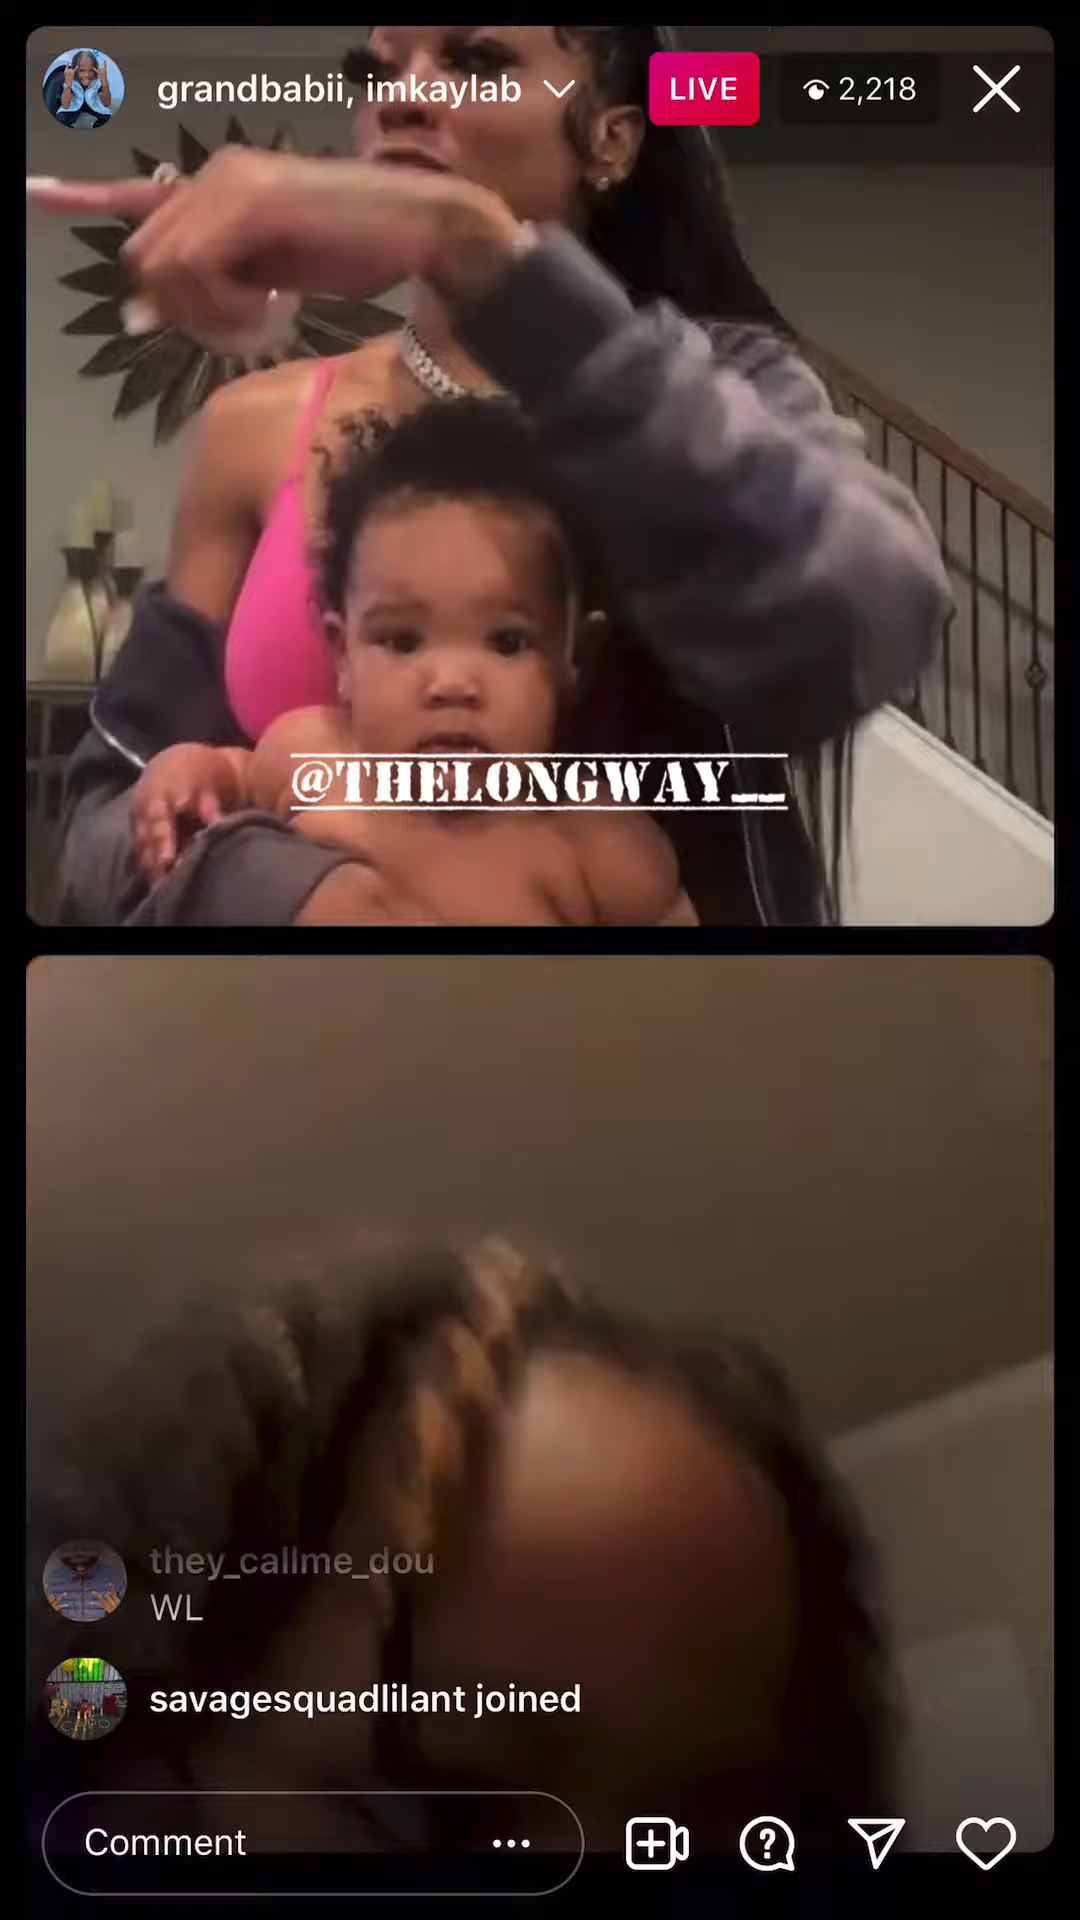 grandbabii, imkaylab
LIVE
2,218
@THELONGWAY__
they_callme_dou
WL
savagesquadlilant joined
Comment